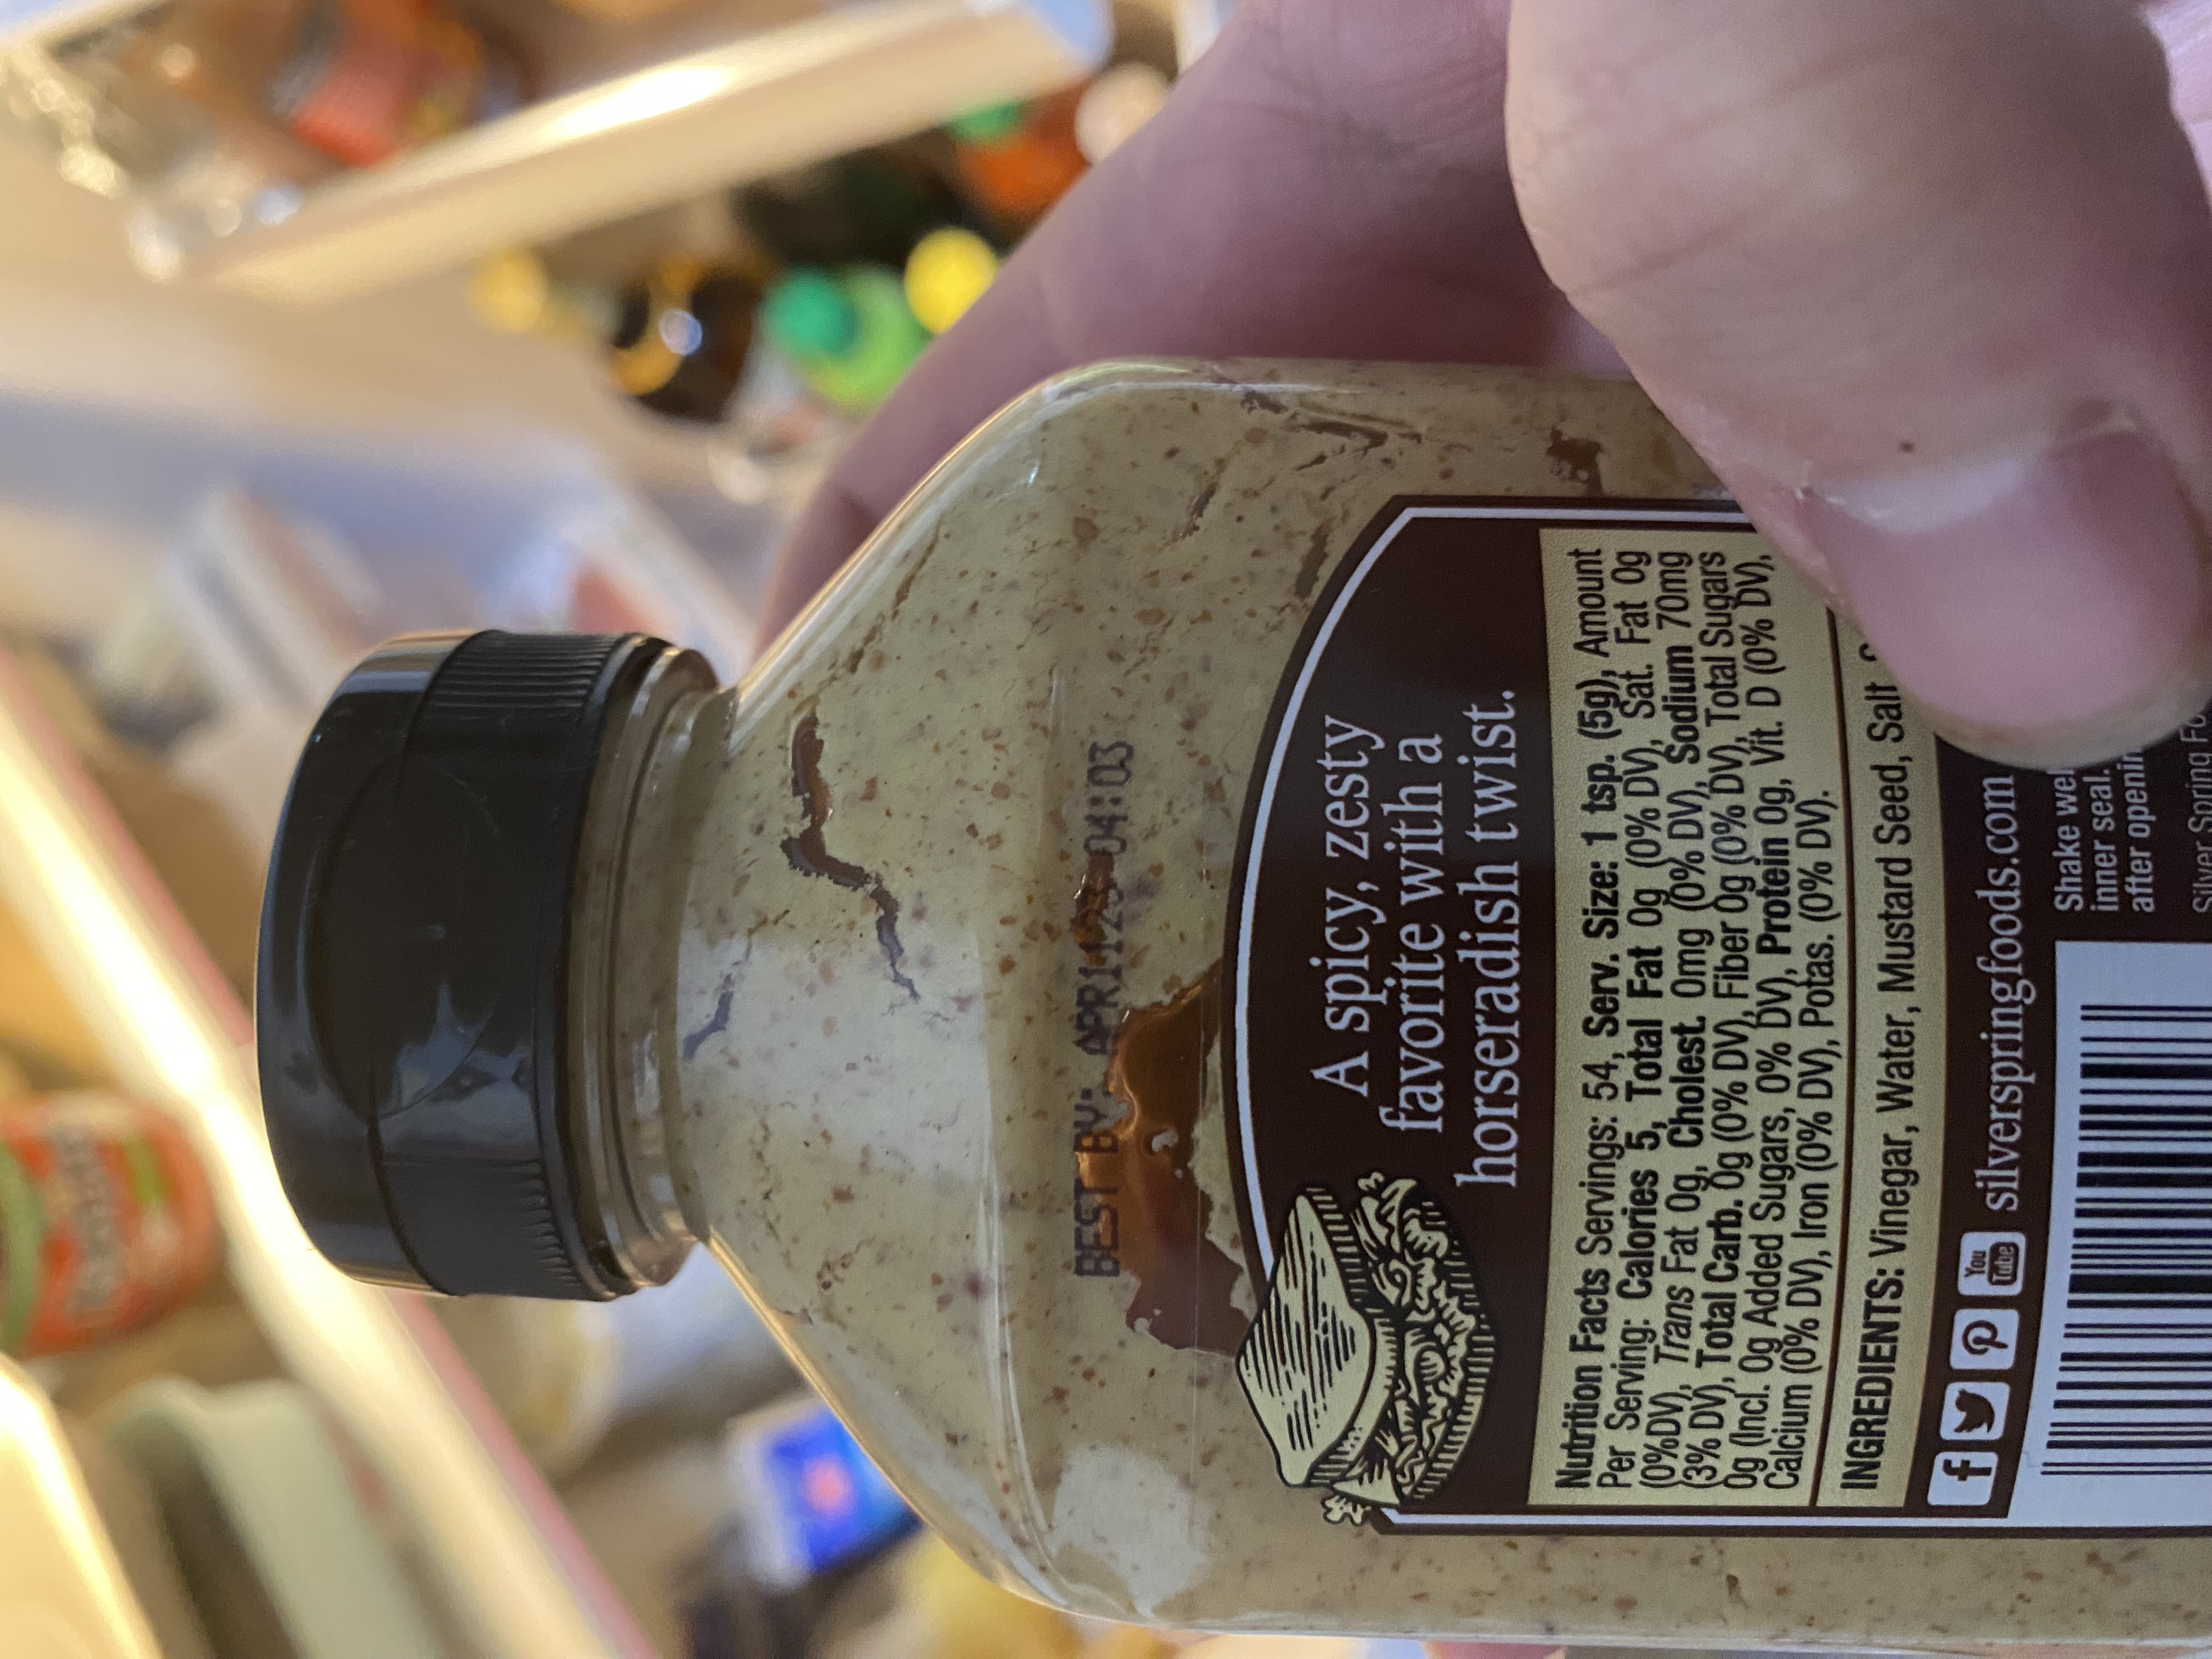 BEST BY: APR1123 04:03
A spicy, zesty
favorite with a
horseradish twist.
Nutrition Facts Servings: 54, Serv. Size: 1 tsp. (5g), Amount
Per Serving: Calories 5, Total Fat 0g (0% DV), Sat. Fat 0g
(0%DV), Trans Fat 0g, Cholest. 0mg (0% DV), Sodium 70mg
(3% DV), Total Carb. 0g (0% DV), Fiber 0g (0% DV), Total Sugars
0g (Incl. 0g Added Sugars, 0% DV), Protein 0g, Vit. D (0% DV),
Calcium (0% DV), Iron (0% DV), Potas. (0% DV).
INGREDIENTS: Vinegar, Water, Mustard Seed, Salt
You
Tube
silverspringfoods.com
Shake
inner seal.
after
Silver Spring